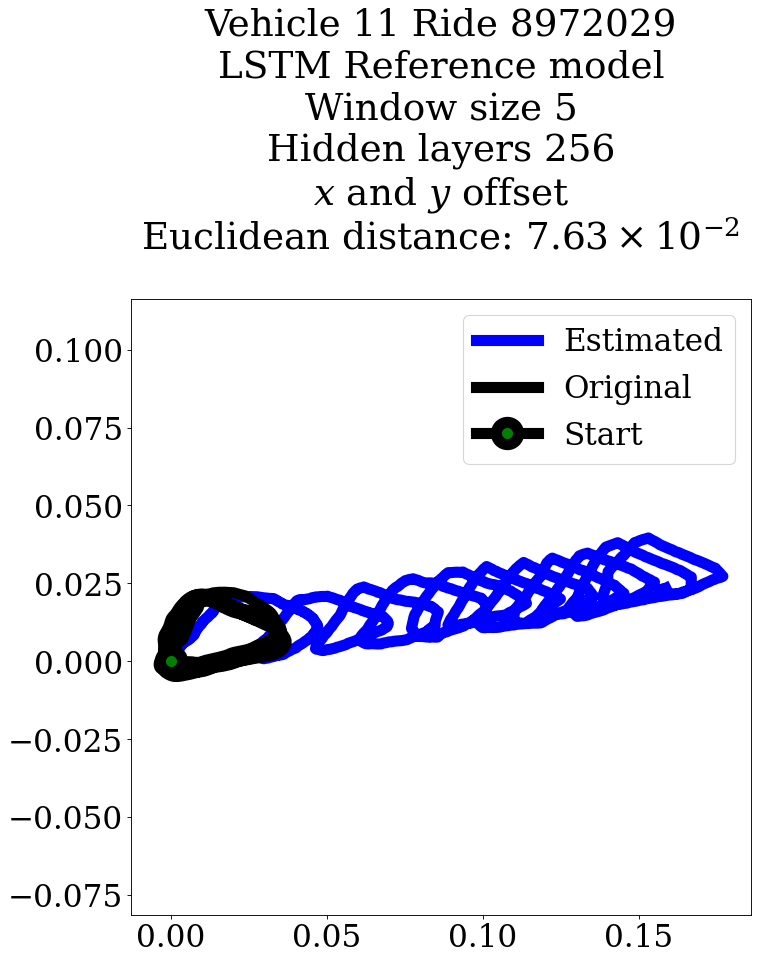 Vehicle 11 Ride 8972029
LSTM Reference model
Window size 5
Hidden layers 256
x and y offset
Euclidean distance: 7.63 × 10⁻²
Estimated
Original
Start
0.100
0.075
0.050
0.025
0.000
−0.025
−0.050
−0.075
0.00 0.05 0.10 0.15